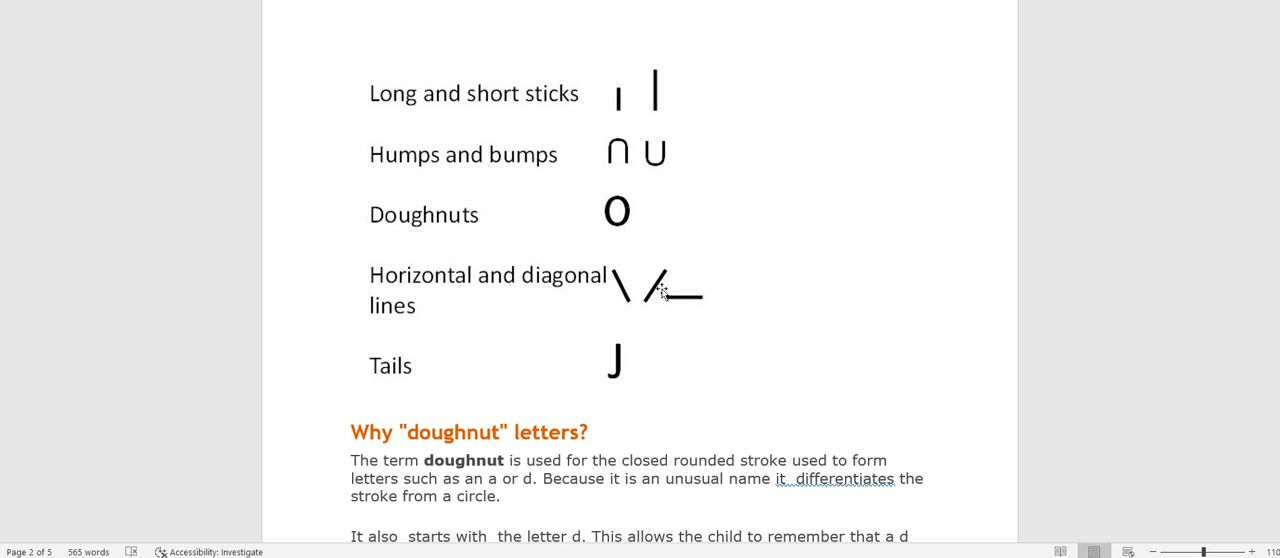 Long and short sticks ı |
Humps and bumps ∩ ∪
Doughnuts O
Horizontal and diagonal \ / _
lines
Tails J
Why "doughnut" letters?
The term doughnut is used for the closed rounded stroke used to form
letters such as an a or d. Because it is an unusual name it  differentiates the
stroke from a circle.
It also  starts with  the letter d. This allows the child to remember that a d
Page 2 of 5 565 words Accessibility: Investigate